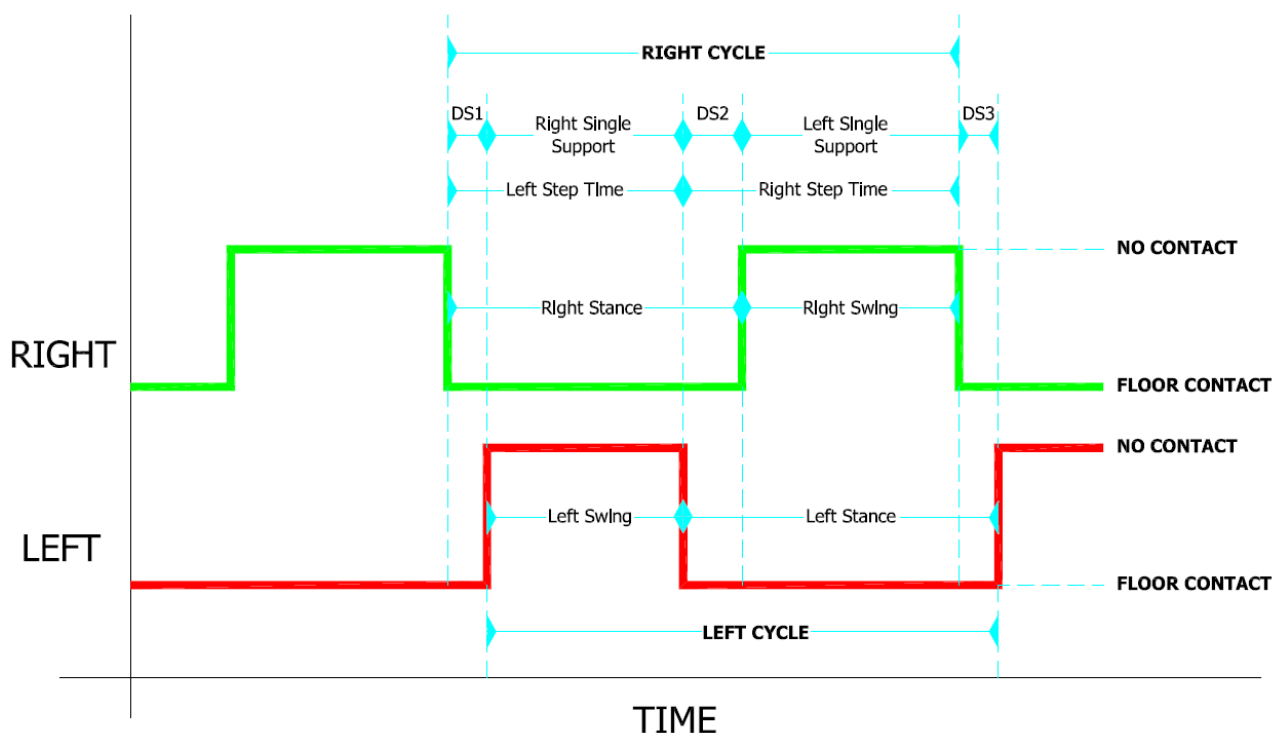 RIGHT CYCLE
DS1
Right Single
Support
DS2
Left SIngle
Support
DS3
Left Step TIme
Right Step Time
NO CONTACT
Right Stance
RIght SwIng
RIGHT
FLOOR CONTACT
NO CONTACT
Left SwIng
Left Stance
LEFT
FLOOR CONTACT
LEFT CYCLE
TIME